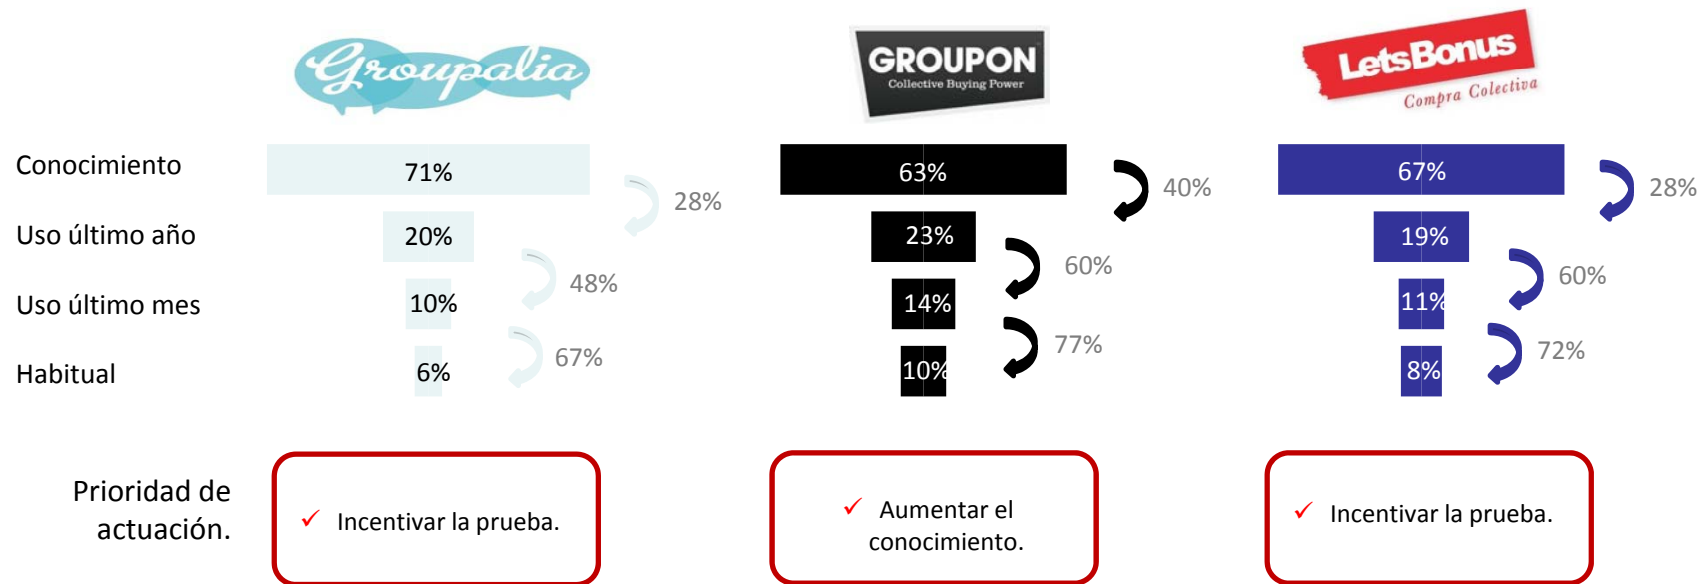 Groupalia
GROUPON
Collective Buying Power
LetsBonus
Compra Colectiva
Conocimiento
71%
28%
63%
40%
67%
28%
Uso último año
20%
48%
23%
60%
19%
60%
Uso último mes
10%
67%
14%
77%
11%
72%
Habitual
6%
10%
8%
Prioridad de
actuación.
✓ Incentivar la prueba.
✓ Aumentar el
conocimiento.
✓ Incentivar la prueba.